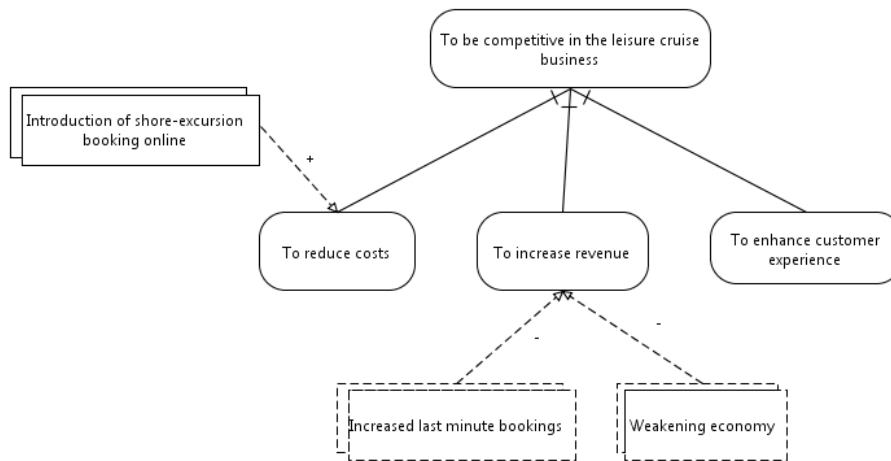 To be competitive in the leisure cruise
business
Introduction of shore-excursion
booking online
+
To reduce costs
To increase revenue
To enhance customer
experience
-
-
Increased last minute bookings
Weakening economy